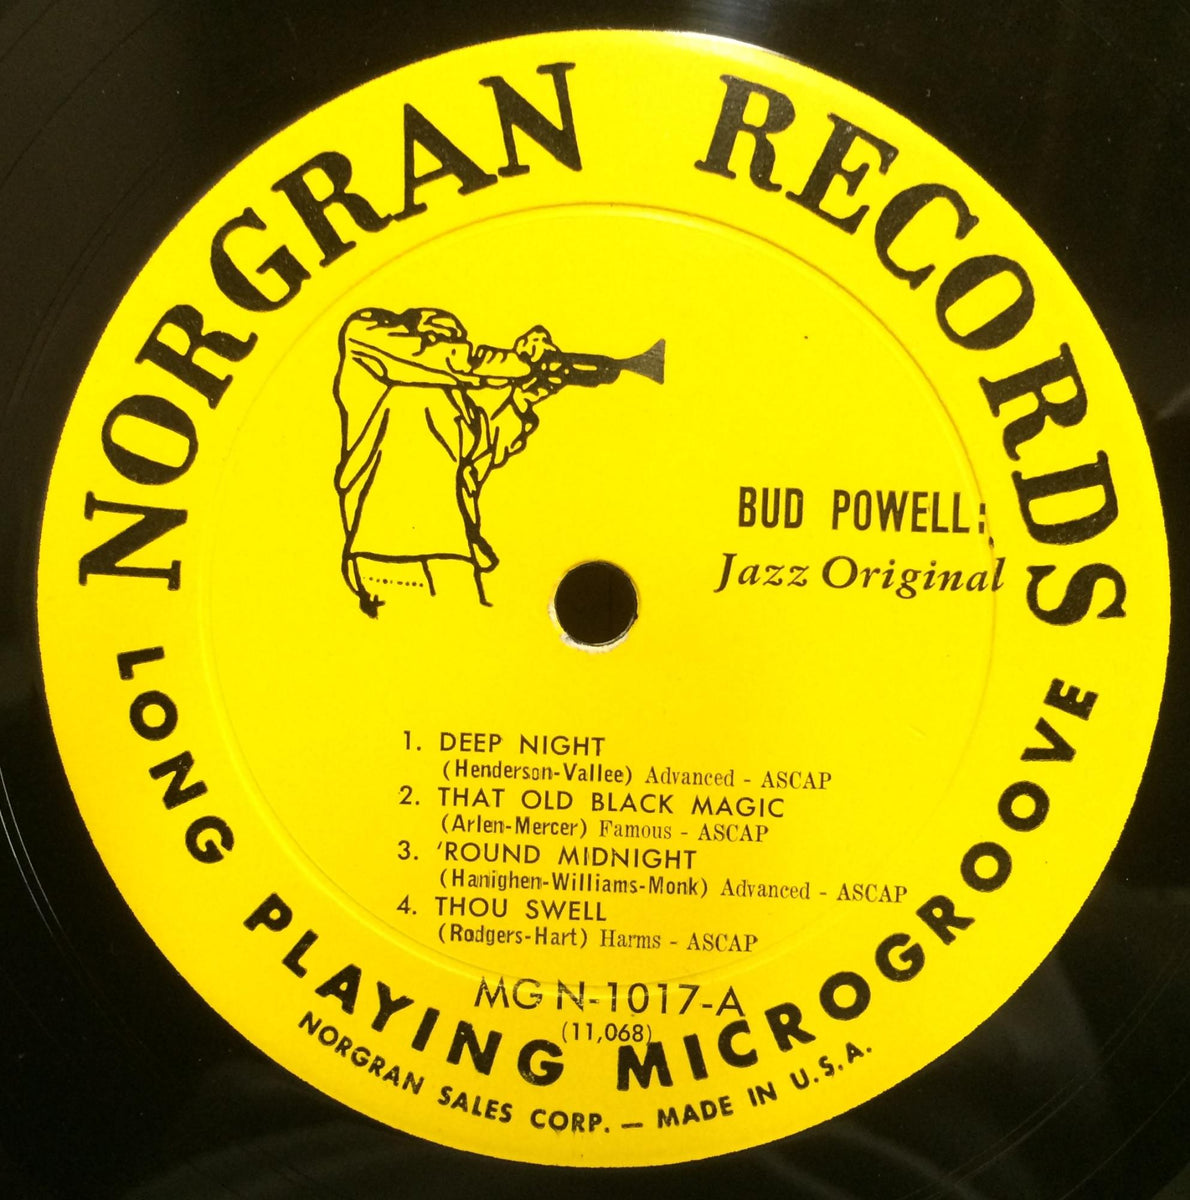 NORGRAN RECORDS
BUD POWELL:
Jazz Original
1. DEEP NIGHT
(Henderson-Vallee) Advanced - ASCAP
2. THAT OLD BLACK MAGIC
(Arlen-Mercer) Famous - ASCAP
3. 'ROUND MIDNIGHT
(Hanighen-Williams-Monk) Advanced - ASCAP
4. THOU SWELL
(Rodgers-Hart) Harms - ASCAP
MG N-1017-A
(11,068)
LONG PLAYING MICROGROOVE
NORGRAN SALES CORP. — MADE IN U.S.A.